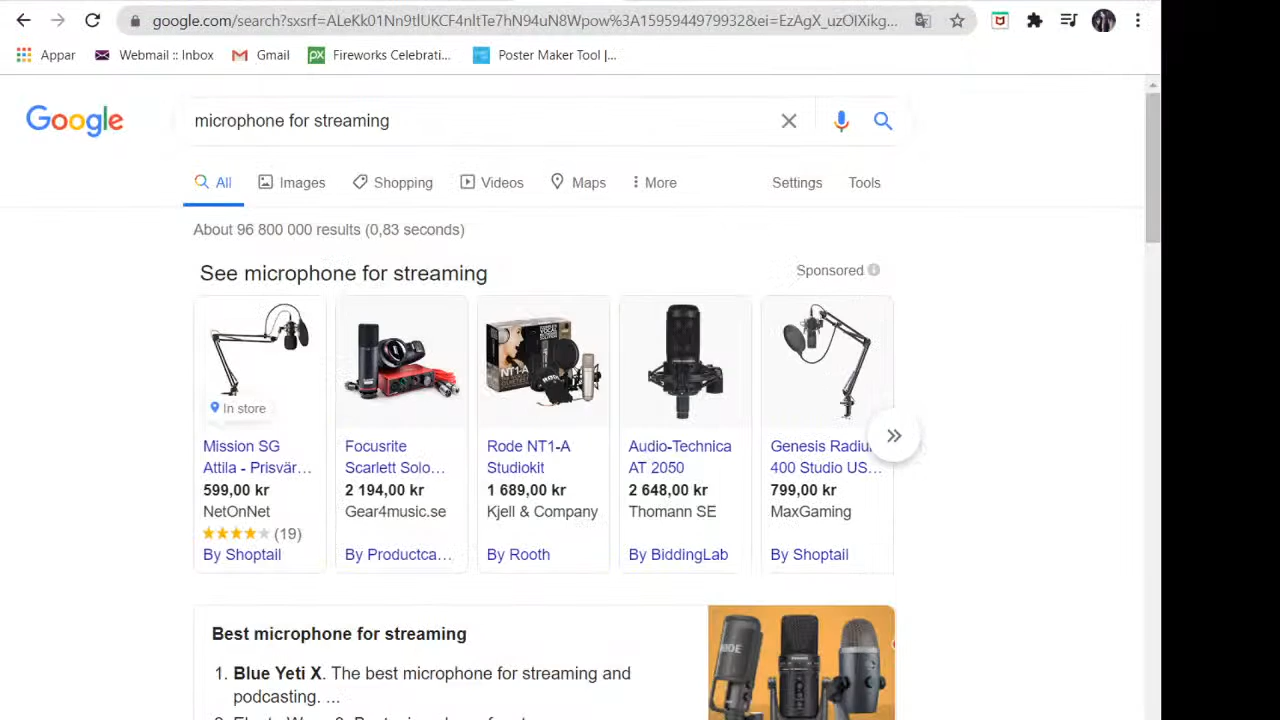 google.com/search?sxsrf=ALeKk01Nn9tlUKCF4nltTe7hN94uN8Wpow%3A1595944979932&ei=EzAgX_uzOIXikg...
Appar Webmail :: Inbox Gmail Fireworks Celebrati... Poster Maker Tool |...
Google
microphone for streaming
All Images Shopping Videos Maps More Settings Tools
About 96 800 000 results (0,83 seconds)
See microphone for streaming
Sponsored
In store
Mission SG
Attila - Prisvär...
599,00 kr
NetOnNet
(19)
By Shoptail
Focusrite
Scarlett Solo...
2 194,00 kr
Gear4music.se
By Productca...
RØDE
NT1-A
Rode NT1-A
Studiokit
1 689,00 kr
Kjell & Company
By Rooth
Audio-Technica
AT 2050
2 648,00 kr
Thomann SE
By BiddingLab
Genesis Radiu
400 Studio US...
799,00 kr
MaxGaming
By Shoptail
Best microphone for streaming
1. Blue Yeti X. The best microphone for streaming and
podcasting. ...